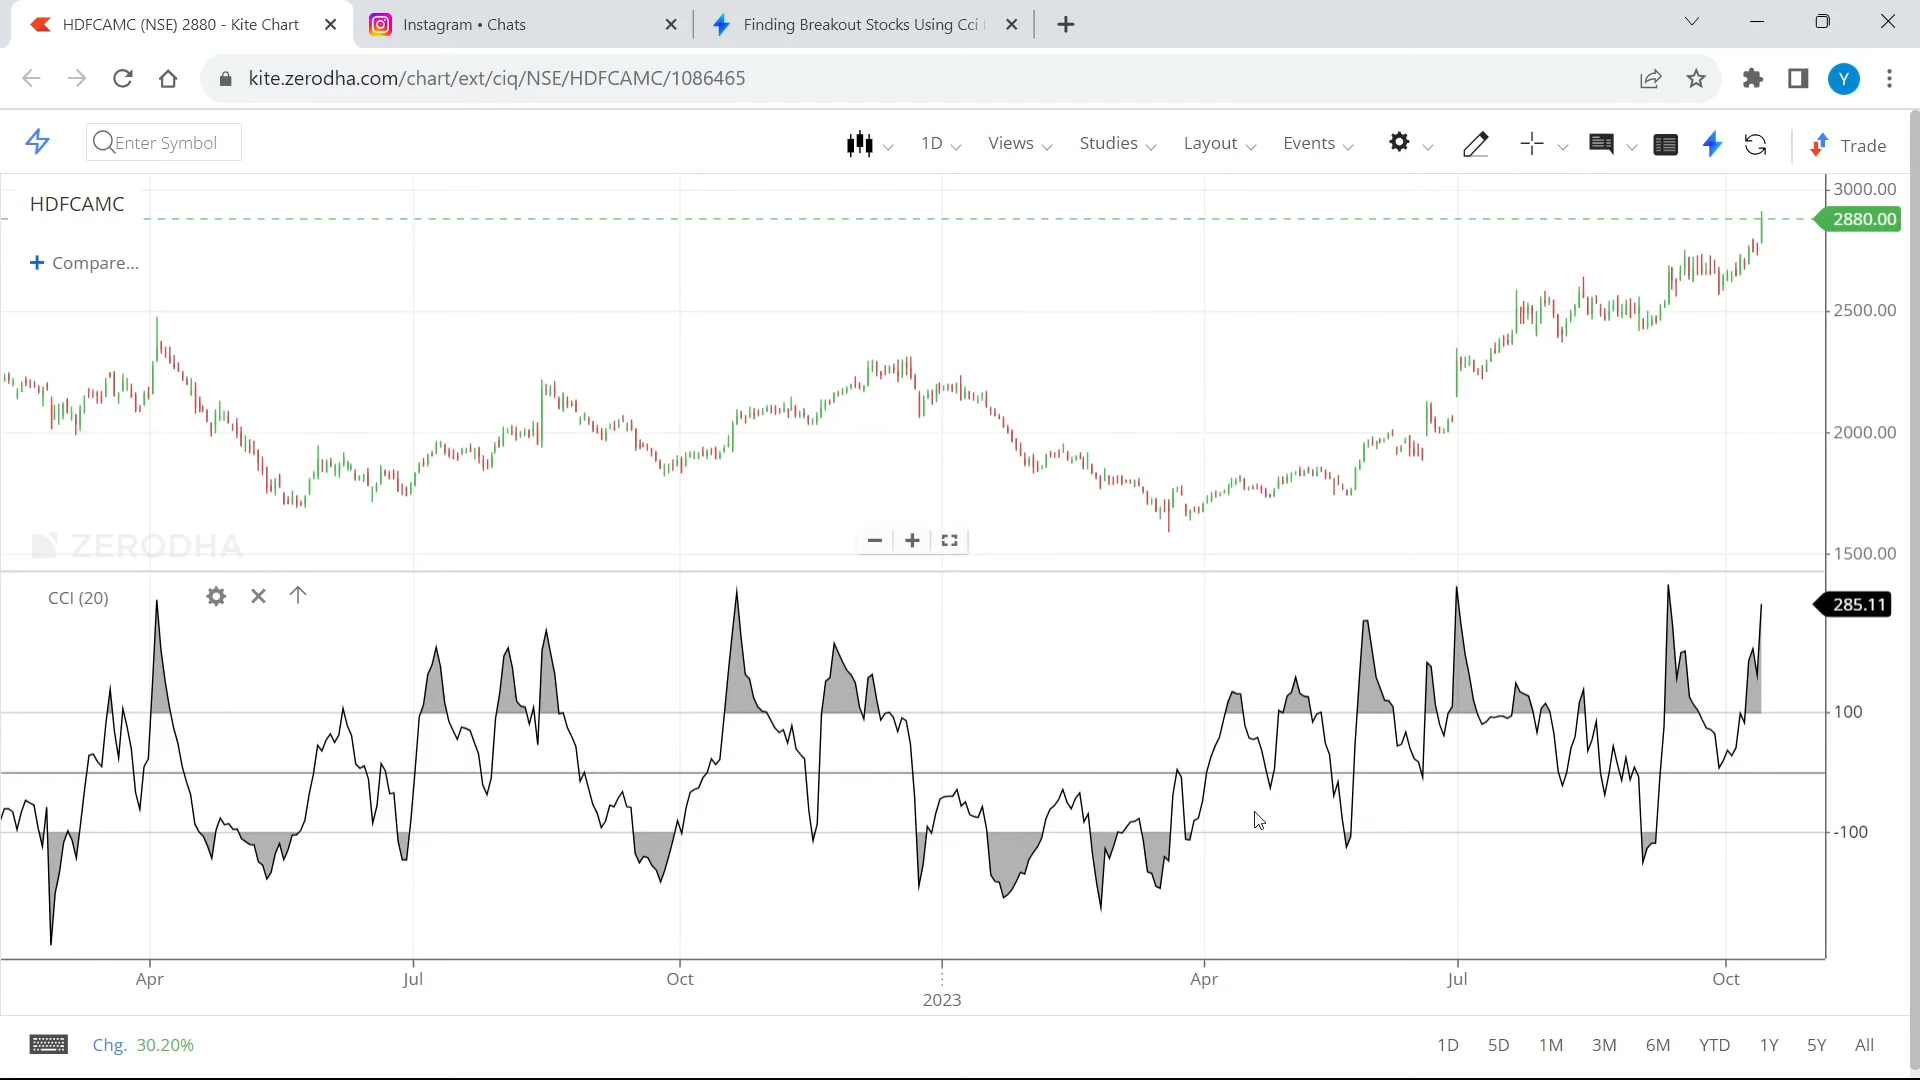 HDFCAMC (NSE) 2880 - Kite Chart
Instagram • Chats
Finding Breakout Stocks Using Cci
kite.zerodha.com/chart/ext/ciq/NSE/HDFCAMC/1086465
Y
Enter Symbol
1D
Views
Studies
Layout
Events
Trade
HDFCAMC
Compare...
3000.00
2880.00
2500.00
2000.00
1500.00
ZERODHA
CCI (20)
285.11
100
-100
Apr
Jul
Oct
2023
Apr
Jul
Oct
Chg. 30.20%
1D 5D 1M 3M 6M YTD 1Y 5Y All